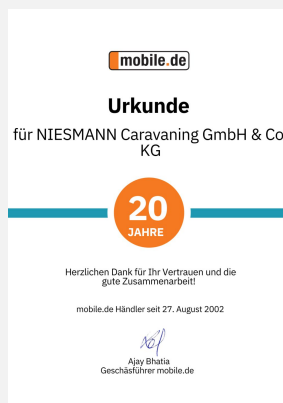 mobile.de
Urkunde
für NIESMANN Caravaning GmbH & Co
KG
20
JAHRE
Herzlichen Dank für Ihr Vertrauen und die
gute Zusammenarbeit!
mobile.de Händler seit 27. August 2002
Ajay Bhatia
Geschäsführer mobile.de